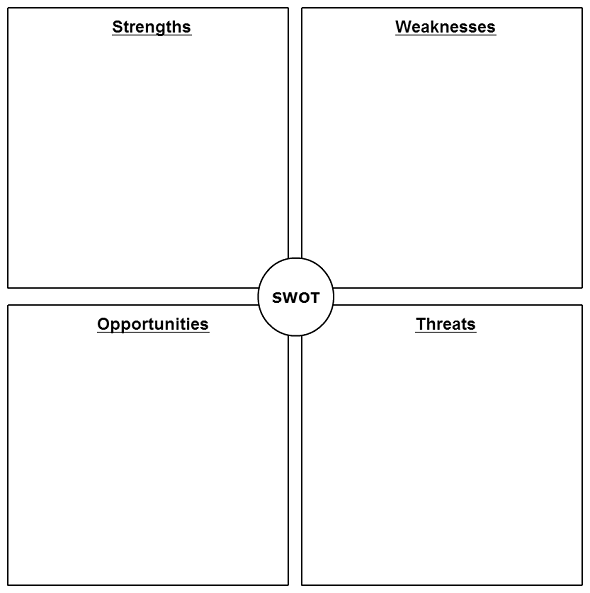 Strengths
Weaknesses
SWOT
Opportunities
Threats